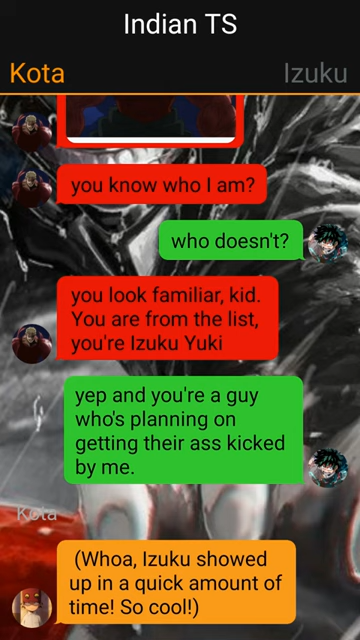 Indian TS
Kota
Izuku
you know who I am?
who doesn't?
you look familiar, kid.
You are from the list,
you're Izuku Yuki
yep and you're a guy
who's planning on
getting their ass kicked
by me.
Kota
(Whoa, Izuku showed
up in a quick amount of
time! So cool!)